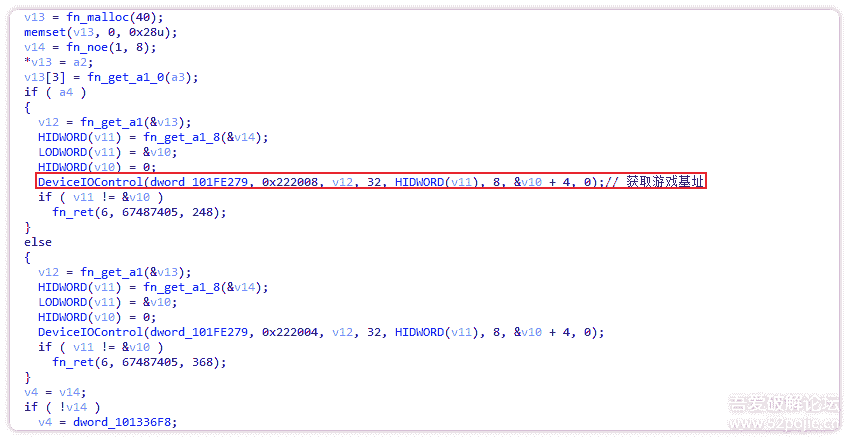 v13 = fn_malloc(40);
memset(v13, 0, 0x28u);
v14 = fn_noe(1, 8);
*v13 = a2;
v13[3] = fn_get_a1_0(a3);
if ( a4 )
{
v12 = fn_get_a1(&v13);
HIDWORD(v11) = fn_get_a1_8(&v14);
LODWORD(v11) = &v10;
HIDWORD(v10) = 0;
DeviceIOControl(dword_101FE279, 0x222008, v12, 32, HIDWORD(v11), 8, &v10 + 4, 0);// 获取游戏基址
if ( v11 != &v10 )
fn_ret(6, 67487405, 248);
}
else
{
v12 = fn_get_a1(&v13);
HIDWORD(v11) = fn_get_a1_8(&v14);
LODWORD(v11) = &v10;
HIDWORD(v10) = 0;
DeviceIOControl(dword_101FE279, 0x222004, v12, 32, HIDWORD(v11), 8, &v10 + 4, 0);
if ( v11 != &v10 )
fn_ret(6, 67487405, 368);
}
v4 = v14;
if ( !v14 )
v4 = dword_101336F8;
吾爱破解论坛
www.52pojie.cn